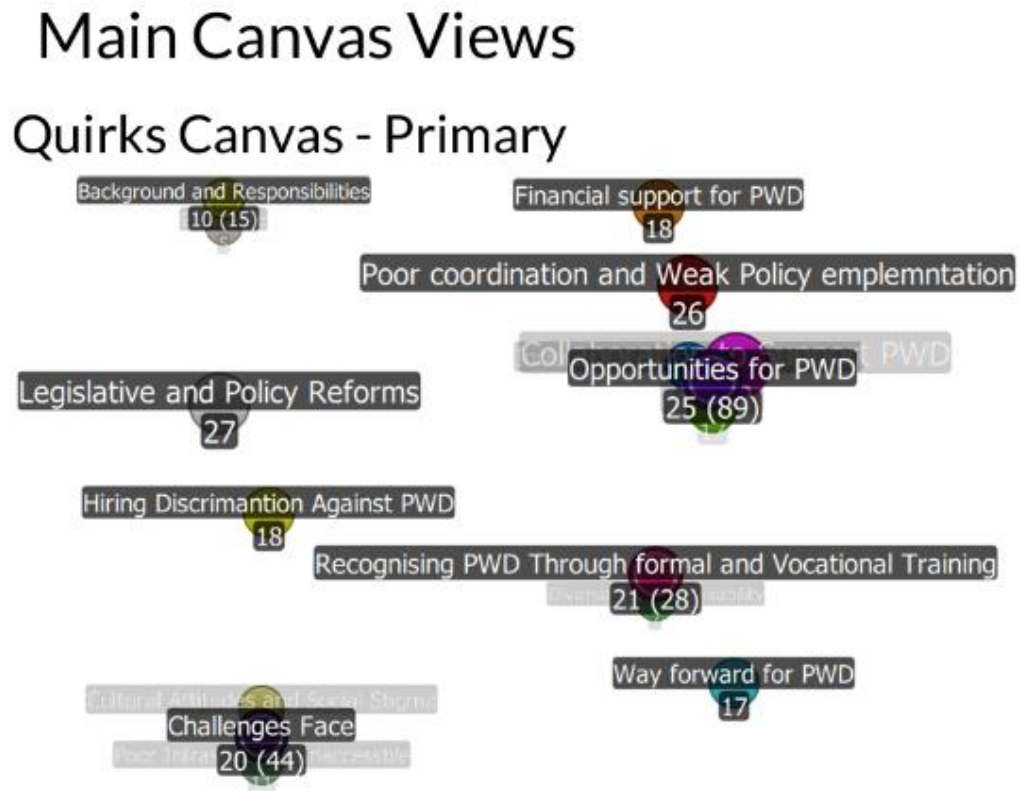 Main Canvas Views
Quirks Canvas - Primary
Background and Responsibilities
10 (15)
Financial support for PWD
18
Poor coordination and Weak Policy emplemntation
26
PWD
Opportunities for PWD
25 (89)
Legislative and Policy Reforms
27
Hiring Discrimantion Against PWD
18
Recognising PWD Through formal and Vocational Training
21 (28)
Way forward for PWD
17
Cultural Attitudes and Social Stigma
Challenges Face
20 (44)